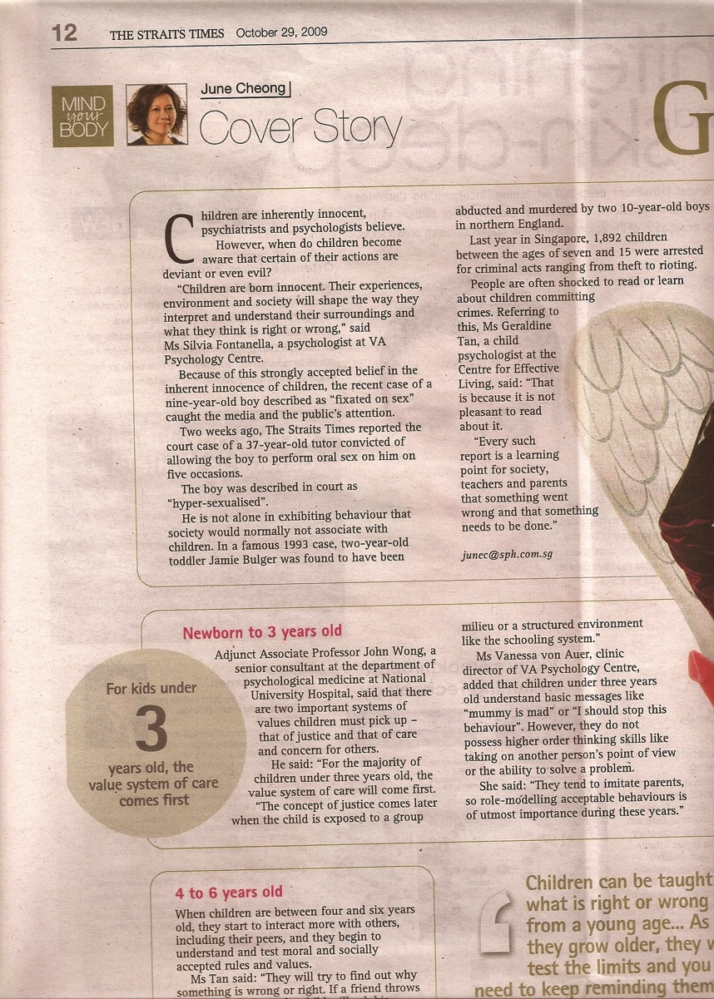 12
THE STRAITS TIMES October 29, 2009
MIND
your
BODY
June Cheong
Cover Story
G
Children are inherently innocent,
psychiatrists and psychologists believe.
However, when do children become
aware that certain of their actions are
deviant or even evil?
“Children are born innocent. Their experiences,
environment and society will shape the way they
interpret and understand their surroundings and
what they think is right or wrong,” said
Ms Silvia Fontanella, a psychologist at VA
Psychology Centre.
Because of this strongly accepted belief in the
inherent innocence of children, the recent case of a
nine-year-old boy described as “fixated on sex”
caught the media and the public’s attention.
Two weeks ago, The Straits Times reported the
court case of a 37-year-old tutor convicted of
allowing the boy to perform oral sex on him on
five occasions.
The boy was described in court as
“hyper-sexualised”.
He is not alone in exhibiting behaviour that
society would normally not associate with
children. In a famous 1993 case, two-year-old
toddler Jamie Bulger was found to have been
abducted and murdered by two 10-year-old boys
in northern England.
Last year in Singapore, 1,892 children
between the ages of seven and 15 were arrested
for criminal acts ranging from theft to rioting.
People are often shocked to read or learn
about children committing
crimes. Referring to
this, Ms Geraldine
Tan, a child
psychologist at the
Centre for Effective
Living, said: “That
is because it is not
pleasant to read
about it.
“Every such
report is a learning
point for society,
teachers and parents
that something went
wrong and that something
needs to be done.”
junec@sph.com.sg
Newborn to 3 years old
For kids under
3
years old, the
value system of care
comes first
Adjunct Associate Professor John Wong, a
senior consultant at the department of
psychological medicine at National
University Hospital, said that there
are two important systems of
values children must pick up –
that of justice and that of care
and concern for others.
He said: “For the majority of
children under three years old, the
value system of care will come first.
“The concept of justice comes later
when the child is exposed to a group
milieu or a structured environment
like the schooling system.”
Ms Vanessa von Auer, clinic
director of VA Psychology Centre,
added that children under three years
old understand basic messages like
“mummy is mad” or “I should stop this
behaviour”. However, they do not
possess higher order thinking skills like
taking on another person’s point of view
or the ability to solve a problem.
She said: “They tend to imitate parents,
so role-modelling acceptable behaviours is
of utmost importance during these years.”
4 to 6 years old
When children are between four and six years
old, they start to interact more with others,
including their peers, and they begin to
understand and test moral and socially
accepted rules and values.
Ms Tan said: “They will try to find out why
something is wrong or right. If a friend throws
‘Children can be taught
what is right or wrong
from a young age... As
they grow older, they
test the limits and you
need to keep reminding them